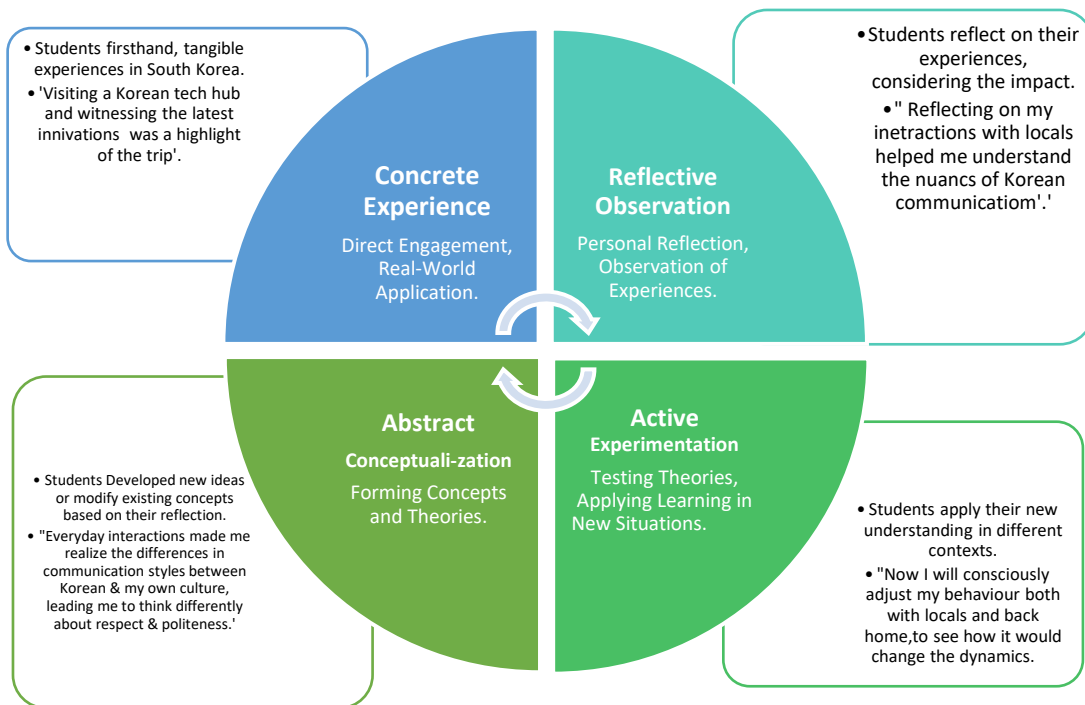 • Students firsthand, tangible
experiences in South Korea.
• 'Visiting a Korean tech hub
and witnessing the latest
innivations was a highlight
of the trip'.
Concrete
Experience
Direct Engagement,
Real-World
Application.
Reflective
Observation
Personal Reflection,
Observation of
Experiences.
•Students reflect on their
experiences,
considering the impact.
•" Reflecting on my
inetractions with locals
helped me understand
the nuancs of Korean
communicatiom'.'
• Students Developed new ideas
or modify existing concepts
based on their reflection.
• "Everyday interactions made me
realize the differences in
communication styles between
Korean & my own culture,
leading me to think differently
about respect & politeness.'
Abstract
Conceptuali-zation
Forming Concepts
and Theories.
Active
Experimentation
Testing Theories,
Applying Learning in
New Situations.
• Students apply their new
understanding in different
contexts.
• "Now I will consciously
adjust my behaviour both
with locals and back
home,to see how it would
change the dynamics.